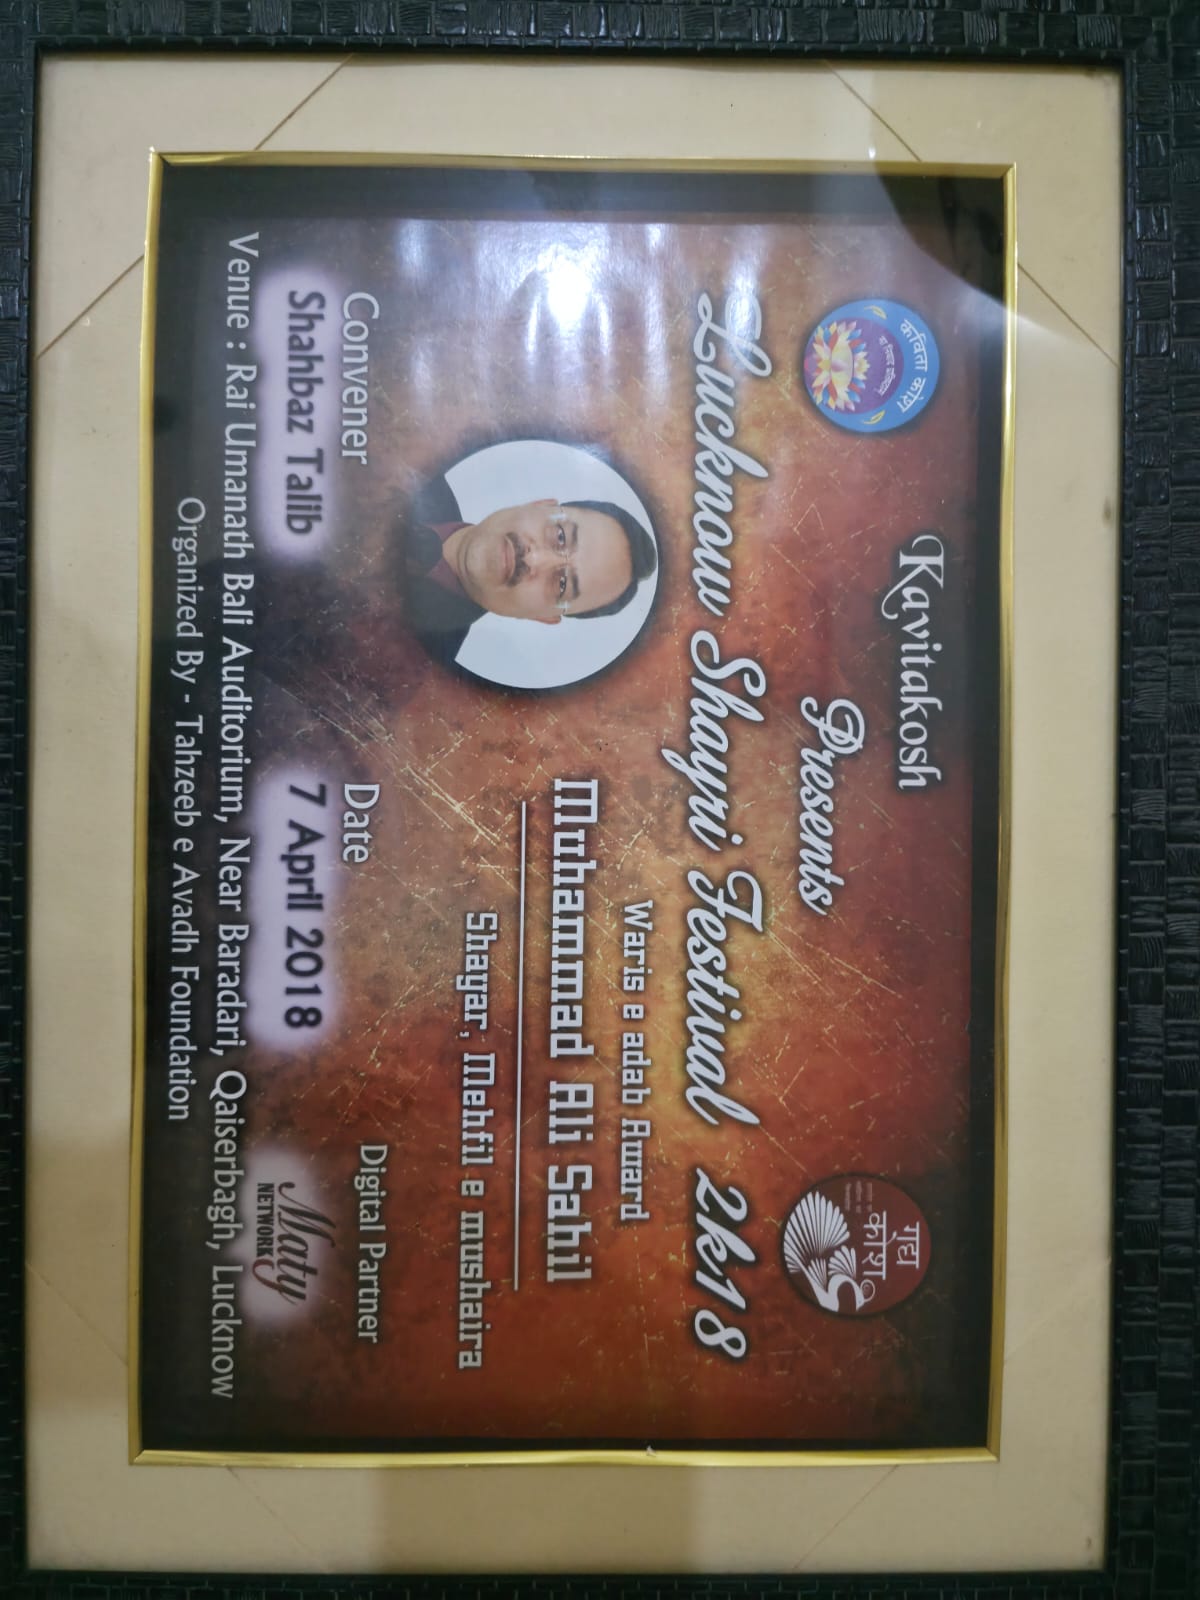 कविता कोश
Kavitakosh
गद्य
कोश
Presents
Lucknow Shayri Festival 2k18
Waris e adab Award
Muhammad Ali Sahil
Shayar, Mehfil e mushaira
Convener
Date
Digital Partner
Shahbaz Talib
7 April 2018
Maty
NETWORK
Venue : Rai Umanath Bali Auditorium, Near Baradari, Qaiserbagh, Lucknow
Organized By - Tahzeeb e Avadh Foundation